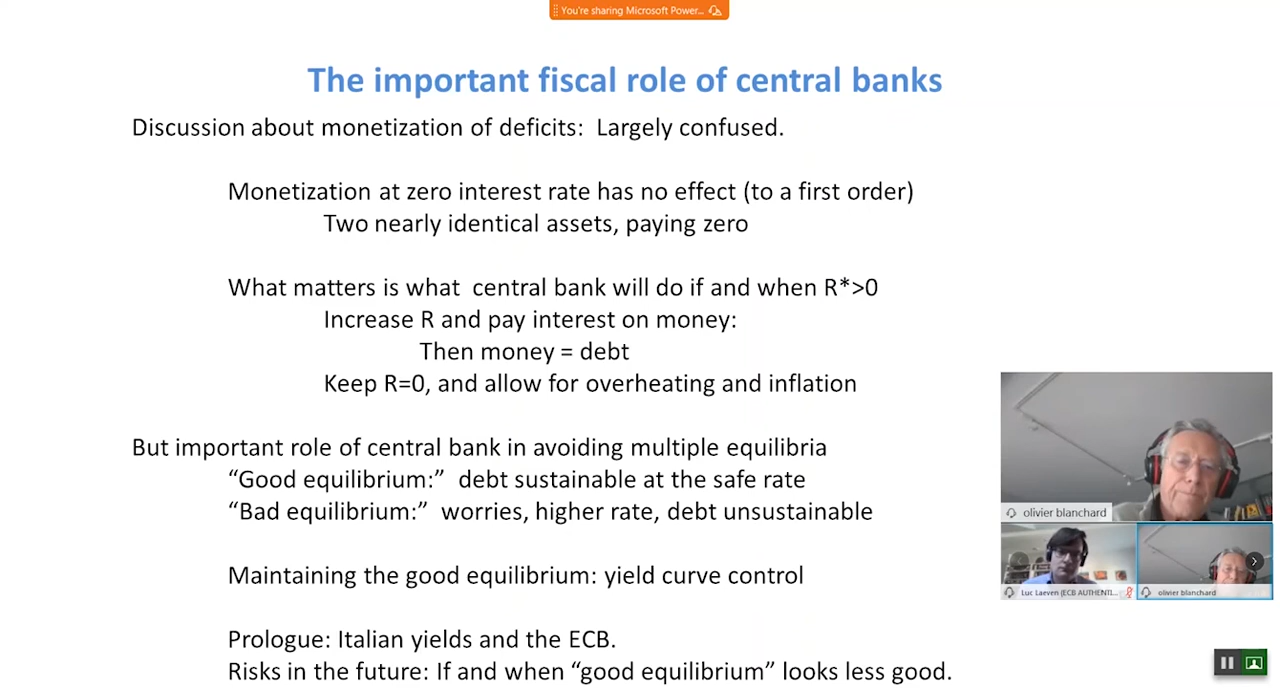 You're sharing Microsoft Power...
The important fiscal role of central banks
Discussion about monetization of deficits: Largely confused.
Monetization at zero interest rate has no effect (to a first order)
Two nearly identical assets, paying zero
What matters is what central bank will do if and when R*>0
Increase R and pay interest on money:
Then money = debt
Keep R=0, and allow for overheating and inflation
But important role of central bank in avoiding multiple equilibria
“Good equilibrium:” debt sustainable at the safe rate
“Bad equilibrium:” worries, higher rate, debt unsustainable
Maintaining the good equilibrium: yield curve control
Prologue: Italian yields and the ECB.
Risks in the future: If and when “good equilibrium” looks less good.
olivier blanchard
Luc Laeven (ECB AUTHENTI...
olivier blanchard